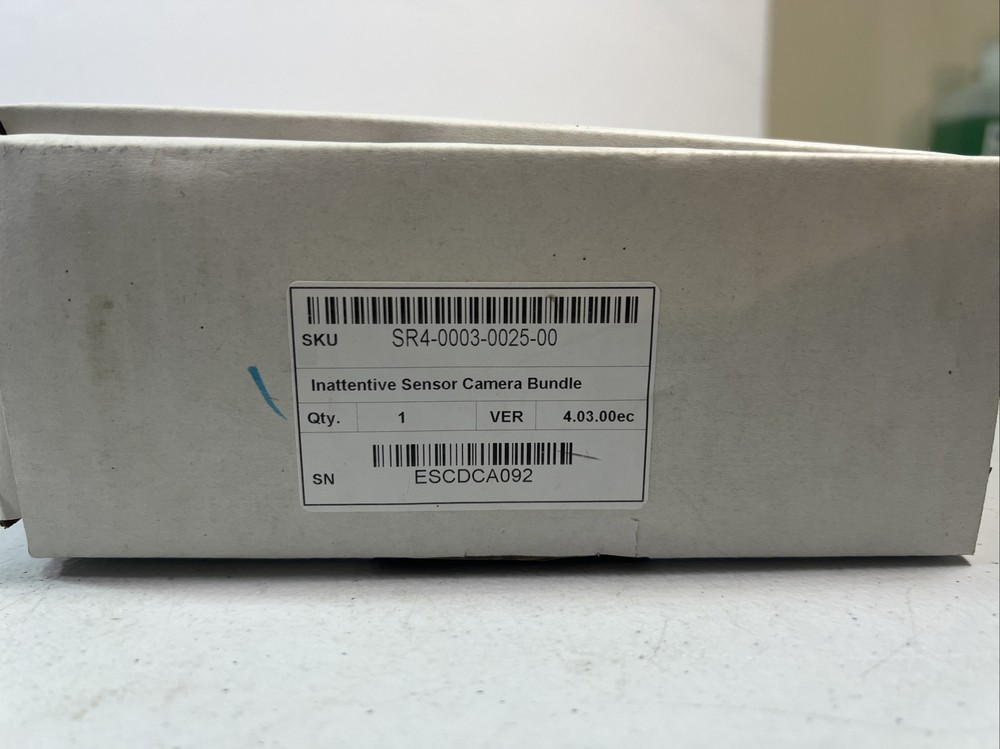 SKU SR4-0003-0025-00
Inattentive Sensor Camera Bundle
Qty. 1 VER 4.03.00ec
SN ESCDCA092